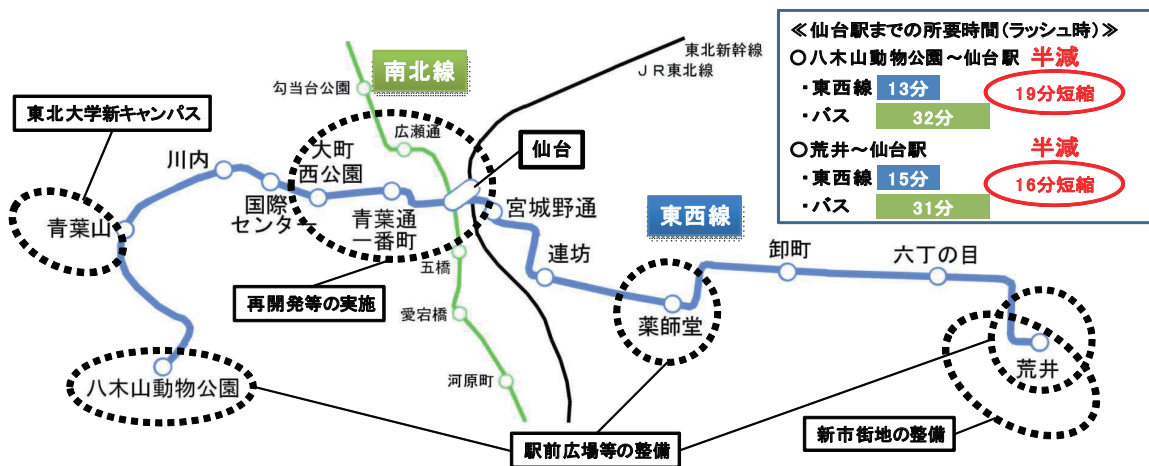 ≪仙台駅までの所要時間(ラッシュ時)≫
○八木山動物公園～仙台駅 半減
・東西線 13分
19分短縮
・バス 32分
○荒井～仙台駅 半減
・東西線 15分
16分短縮
・バス 31分
東北新幹線
JR東北線
南北線
勾当台公園
東北大学新キャンパス
広瀬通
仙台
川内
大町
西公園
国際
センター
青葉通
一番町
宮城野通
東西線
青葉山
五橋
連坊
卸町
六丁の目
再開発等の実施
愛宕橋
薬師堂
荒井
八木山動物公園
河原町
駅前広場等の整備
新市街地の整備